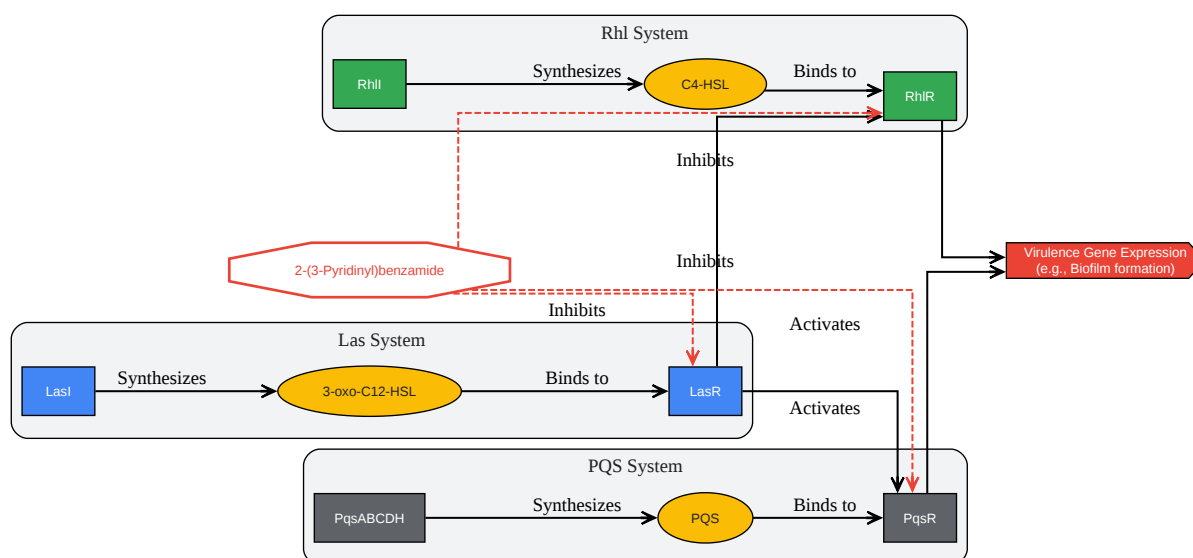 Rhl System
RhlI
Synthesizes
C4-HSL
Binds to
RhlR
Inhibits
2-(3-Pyridinyl)benzamide
Inhibits
Virulence Gene Expression
(e.g., Biofilm formation)
Inhibits
Activates
Las System
LasI
Synthesizes
3-oxo-C12-HSL
Binds to
LasR
Activates
PQS System
PqsABCDH
Synthesizes
PQS
Binds to
PqsR